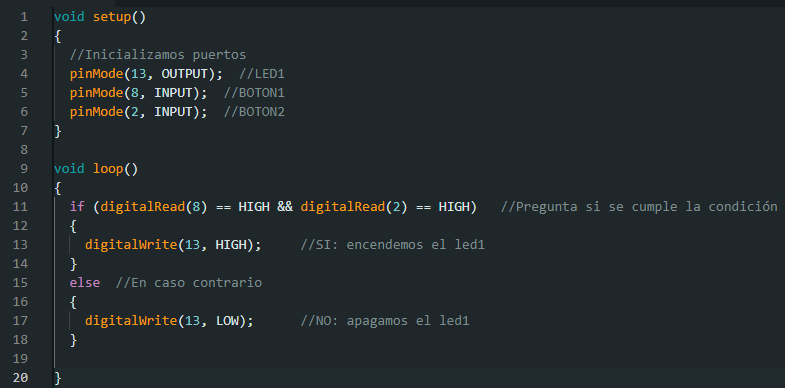 1 void setup()
2 {
3   //Inicializamos puertos
4   pinMode(13, OUTPUT);  //LED1
5   pinMode(8, INPUT);  //BOTON1
6   pinMode(2, INPUT);  //BOTON2
7 }
8
9 void loop()
10 {
11   if (digitalRead(8) == HIGH && digitalRead(2) == HIGH)   //Pregunta si se cumple la condición
12   {
13     digitalWrite(13, HIGH);     //SI: encendemos el led1
14   }
15   else  //En caso contrario
16   {
17     digitalWrite(13, LOW);      //NO: apagamos el led1
18   }
19
20 }